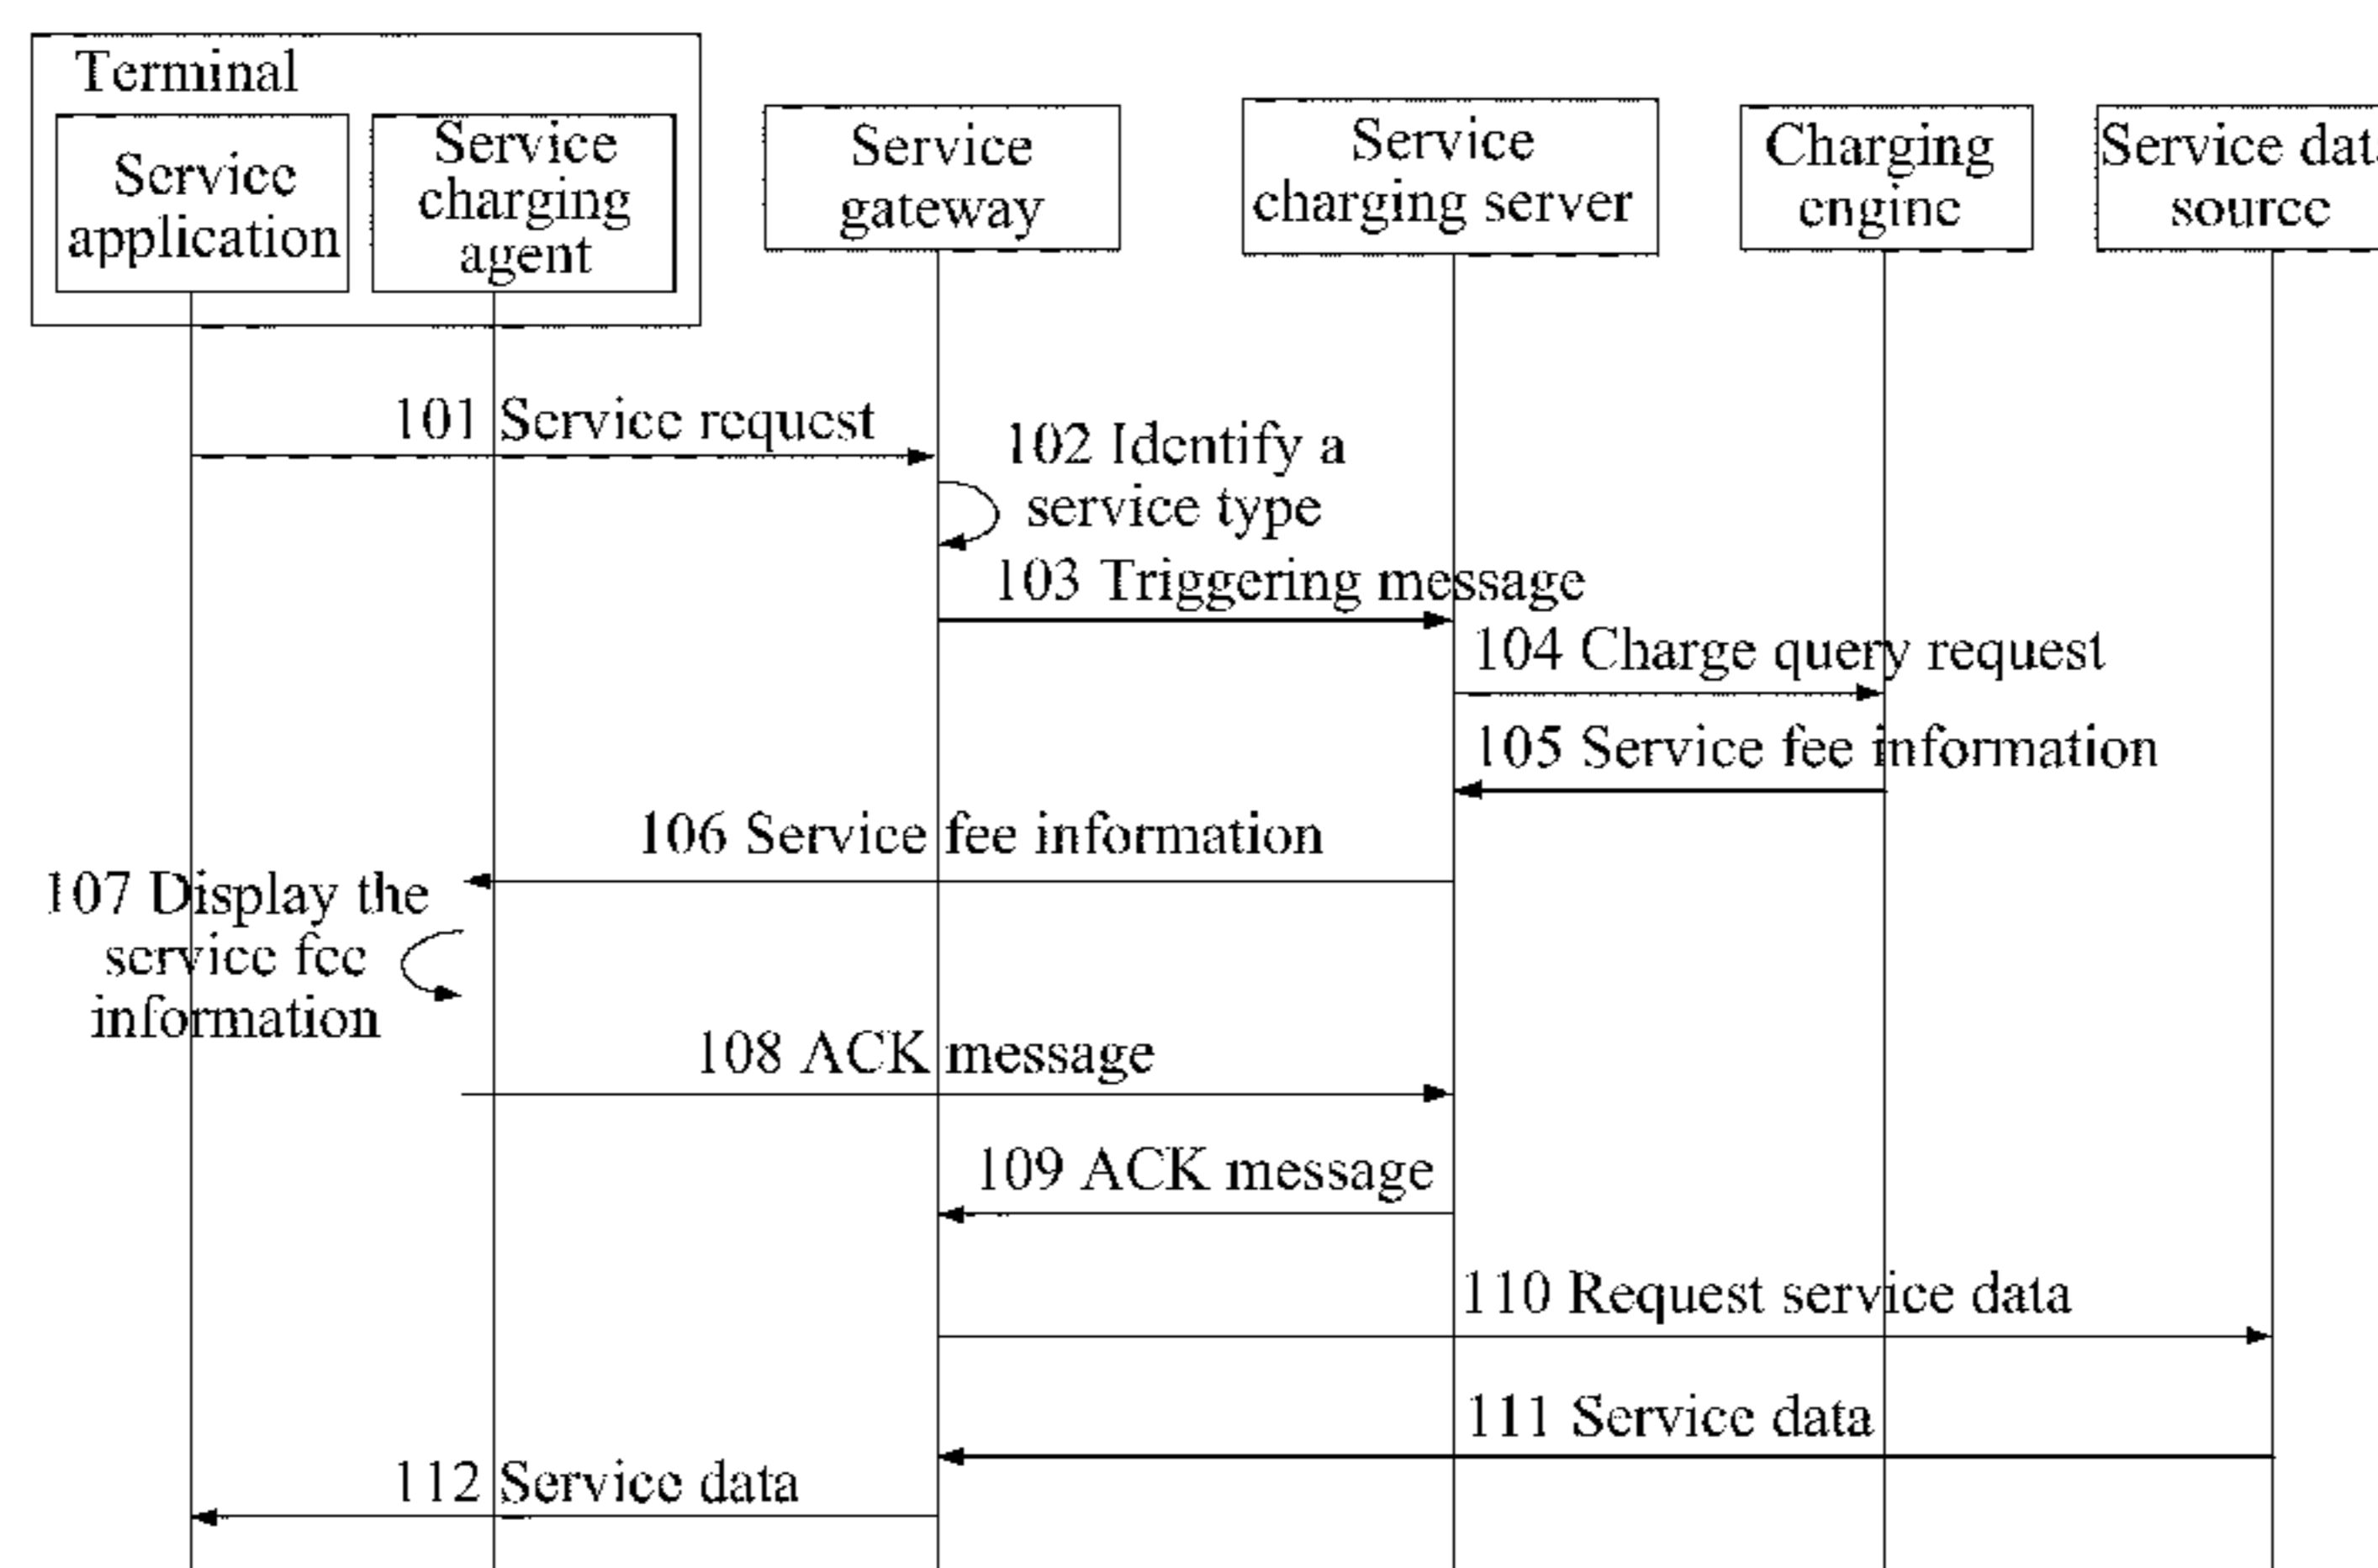 Terminal
Service
application
Service
charging
agent
Service
gateway
Service
charging server
Charging
engine
Service data
source
101 Service request
102 Identify a
service type
103 Triggering message
104 Charge query request
105 Service fee information
106 Service fee information
107 Display the
service fee
information
108 ACK message
109 ACK message
110 Request service data
111 Service data
112 Service data